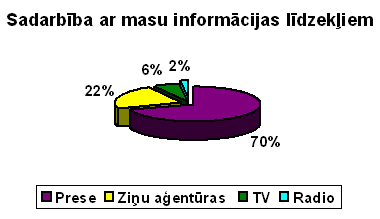 Sadarbība ar masu informācijas līdzekļiem
6% 2%
22%
70%
Prese Ziņu aģentūras TV Radio